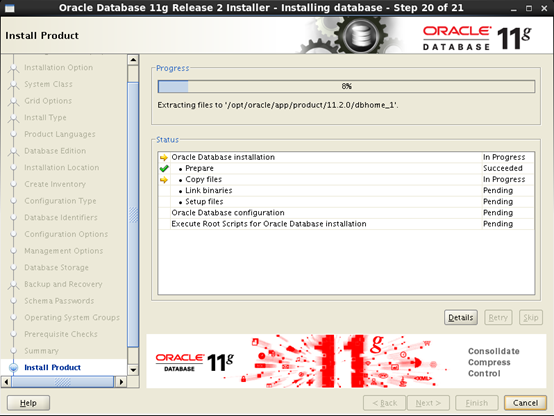 Oracle Database 11g Release 2 Installer - Installing database - Step 20 of 21
Install Product
ORACLE
DATABASE
11g
Installation Option
System Class
Grid Options
Install Type
Product Languages
Database Edition
Installation Location
Create Inventory
Configuration Type
Database Identifiers
Configuration Options
Management Options
Database Storage
Backup and Recovery
Schema Passwords
Operating System Groups
Prerequisite Checks
Summary
Install Product
Progress
8%
Extracting files to '/opt/oracle/app/product/11.2.0/dbhome_1'.
Status
Oracle Database installation In Progress
• Prepare Succeeded
• Copy files In Progress
• Link binaries Pending
• Setup files Pending
Oracle Database configuration Pending
Execute Root Scripts for Oracle Database installation Pending
Details Retry Skip
ORACLE
DATABASE
11g
11g
Consolidate
Compress
Control
Help < Back Next > Finish Cancel